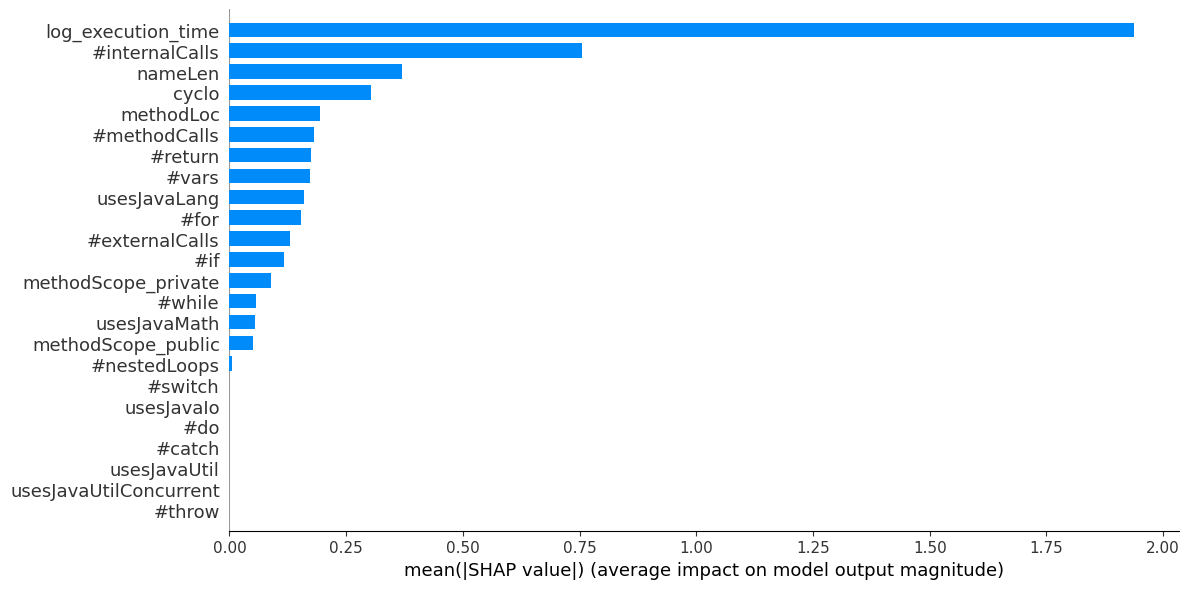 log_execution_time
#internalCalls
nameLen
cyclo
methodLoc
#methodCalls
#return
#vars
usesJavaLang
#for
#externalCalls
#if
methodScope_private
#while
usesJavaMath
methodScope_public
#nestedLoops
#switch
usesJavaIo
#do
#catch
usesJavaUtil
usesJavaUtilConcurrent
#throw
0.00 0.25 0.50 0.75 1.00 1.25 1.50 1.75 2.00
mean(|SHAP value|) (average impact on model output magnitude)